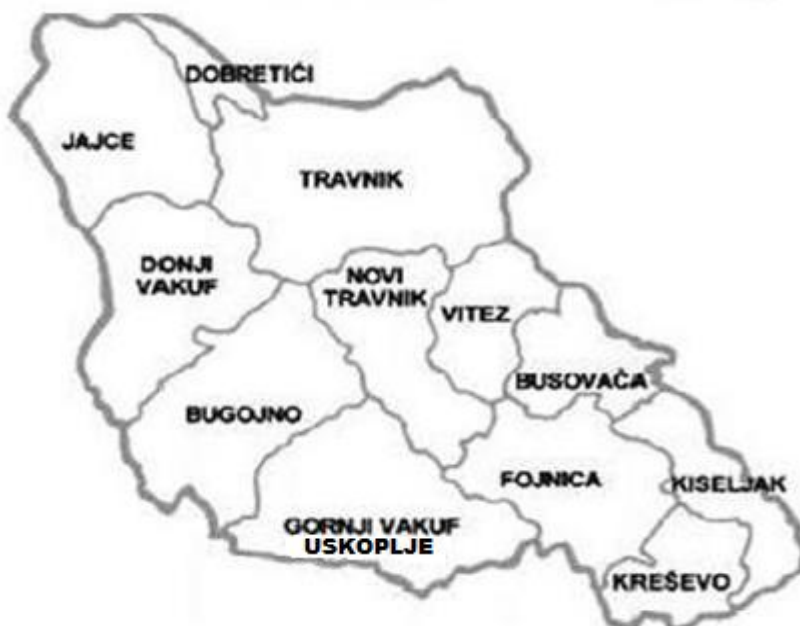 DOBRETIĆI
JAJCE
TRAVNIK
DONJI
VAKUF
NOVI
TRAVNIK
VITEZ
BUSOVAČA
BUGOJNO
FOJNICA
KISELJAK
GORNJI VAKUF
USKOPLJE
KREŠEVO